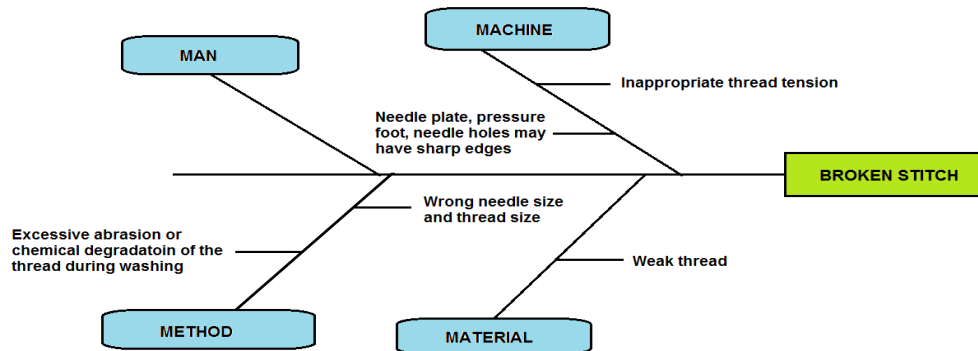 MACHINE
MAN
Inappropriate thread tension
Needle plate, pressure
foot, needle holes may
have sharp edges
BROKEN STITCH
Wrong needle size
and thread size
Excessive abrasion or
chemical degradatoin of the
thread during washing
Weak thread
METHOD
MATERIAL